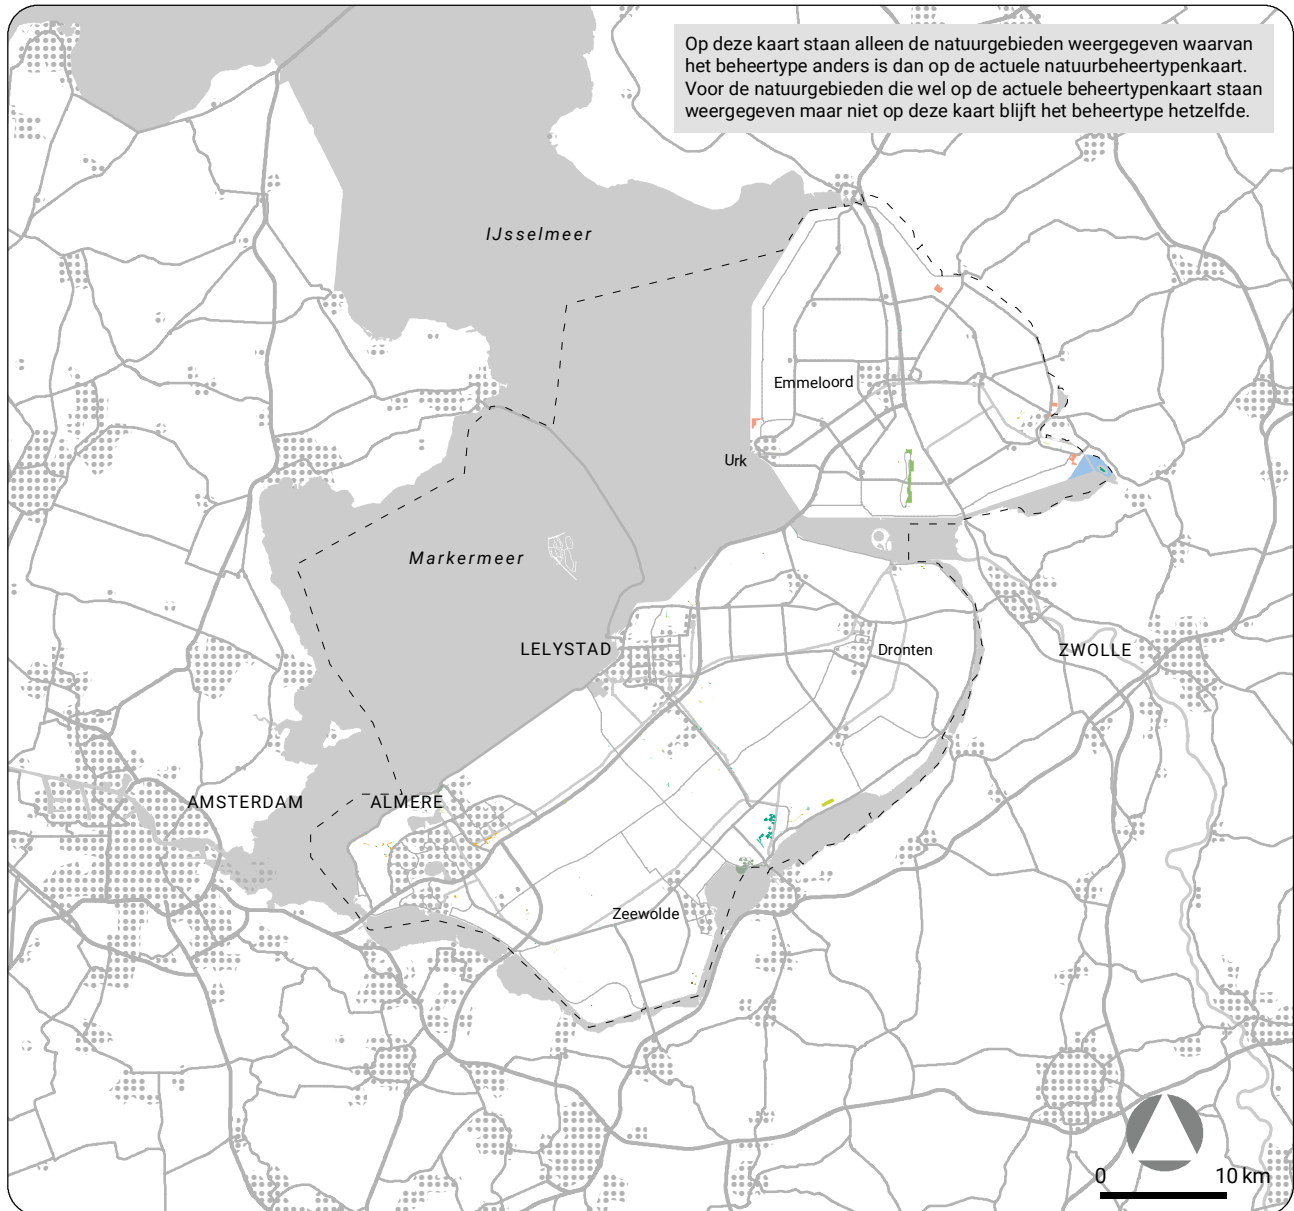 Op deze kaart staan alleen de natuurgebieden weergegeven waarvan
het beheertype anders is dan op de actuele natuurbeheertypenkaart.
Voor de natuurgebieden die wel op de actuele beheertypenkaart staan
weergegeven maar niet op deze kaart blijft het beheertype hetzelfde.
IJsselmeer
Emmeloord
Urk
Markermeer
LELYSTAD
Dronten
ZWOLLE
AMSTERDAM
ALMERE
Zeewolde
0 10 km